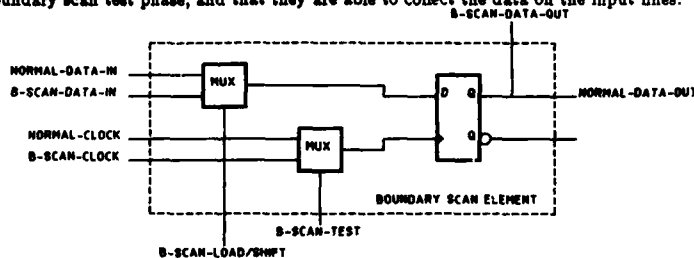 oundary scan test phase, and that they are able to collect the data on the input lines.
B-SCAN-DATA-OUT
NORMAL-DATA-IN
B-SCAN-DATA-IN
MUX
D Q
NORMAL-DATA-OUT
NORMAL-CLOCK
B-SCAN-CLOCK
MUX
Q
BOUNDARY SCAN ELEMENT
B-SCAN-TEST
B-SCAN-LOAD/SHIFT